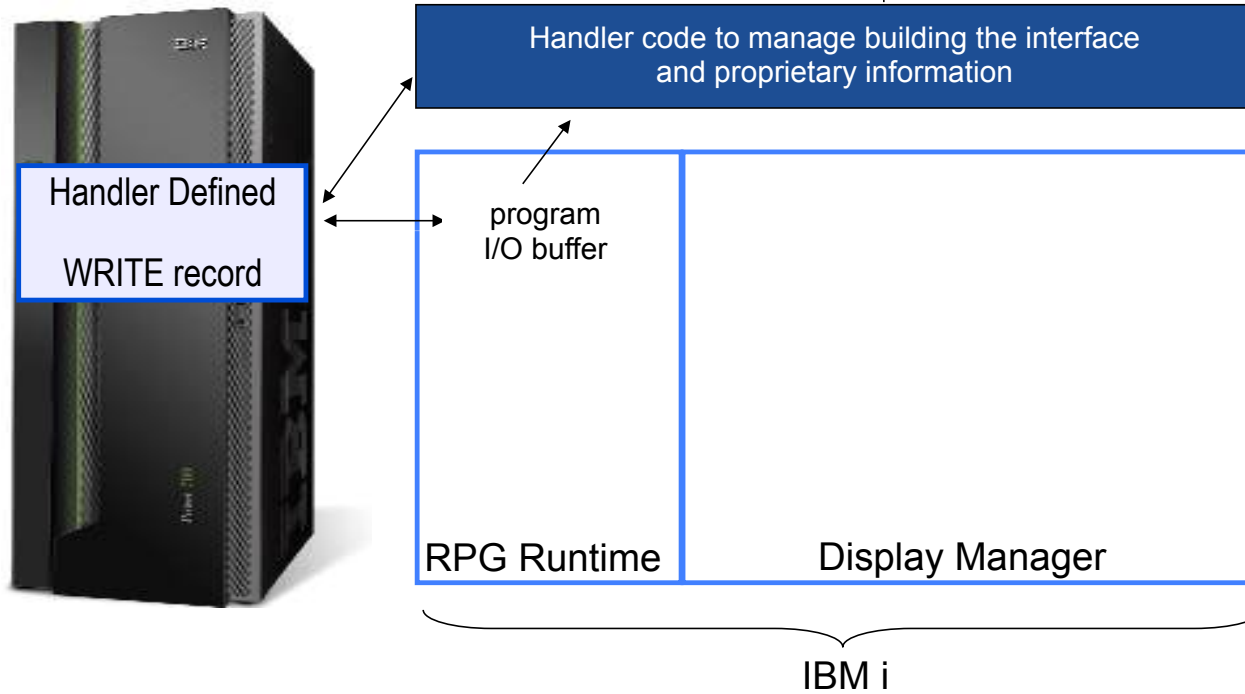 Handler code to manage building the interface
and proprietary information
Handler Defined
WRITE record
program
I/O buffer
RPG Runtime
Display Manager
IBM i
IBM